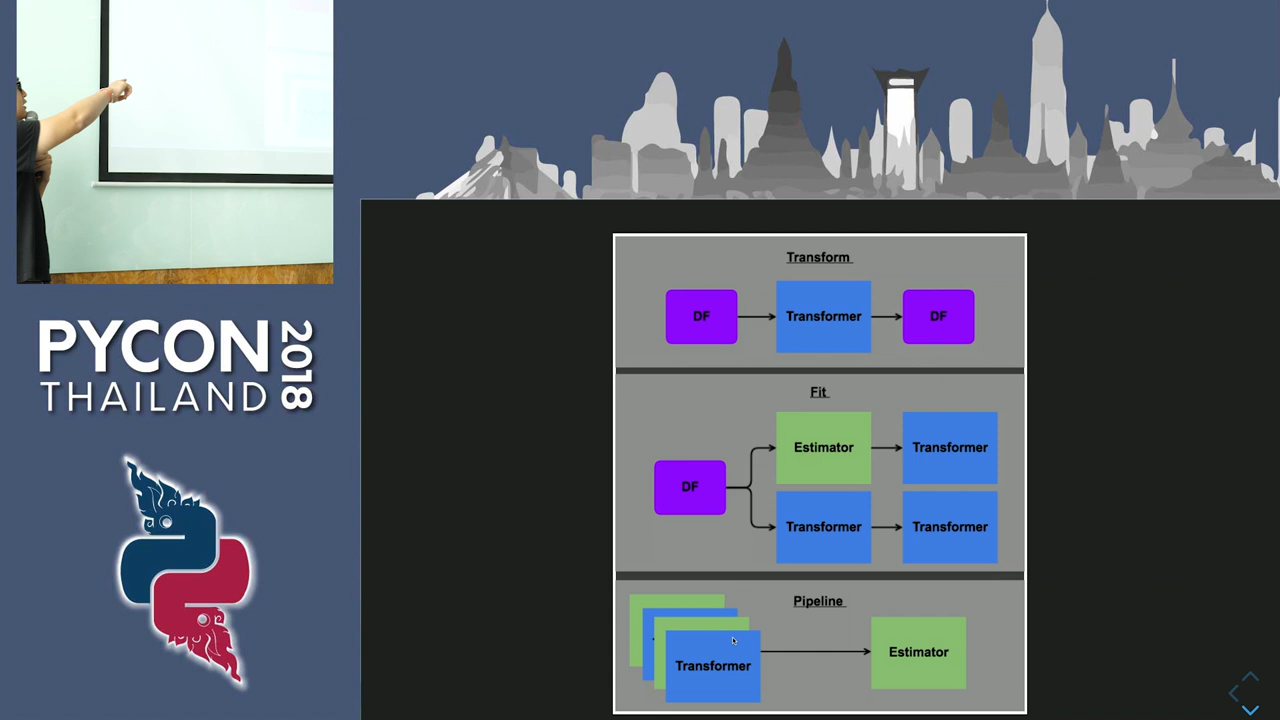 PYCON
THAILAND
2018
Transform
DF
Transformer
DF
Fit
Estimator
Transformer
DF
Transformer
Transformer
Pipeline
Transformer
Estimator